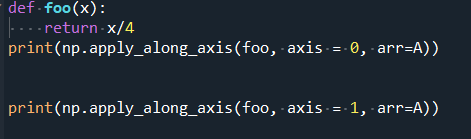 def foo(x):
    return x/4
print(np.apply_along_axis(foo, axis = 0, arr=A))
print(np.apply_along_axis(foo, axis = 1, arr=A))